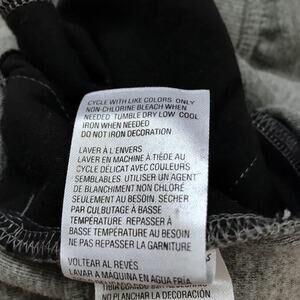 CYCLE WITH LIKE COLORS ONLY
NON-CHLORINE BLEACH WHEN
NEEDED TUMBLE DRY LOW COOL
IRON WHEN NEEDED
DO NOT IRON DECORATION
LAVER À L'ENVERS
LAVER EN MACHINE À TIÉDE AU
CYCLE DÉLICAT AVEC COULEURS
SEMBLABLES. UTILISER UN AGENT
DE BLANCHIMENT NON CHLORÉ
SEULEMENT AU BESOIN. SÉCHER
PAR CULBUTAGE À BASSE
TEMPÉRATURE REPASSER À
BASSE TEMPÉRATURE AU BESOIN
NE PAS REPASSER LA GARNITURE
VOLTEAR AL REVÉS
LAVAR A MAQUINA EN AGUA FRÍA
NO PLANCHAR LA DECORACIÓN